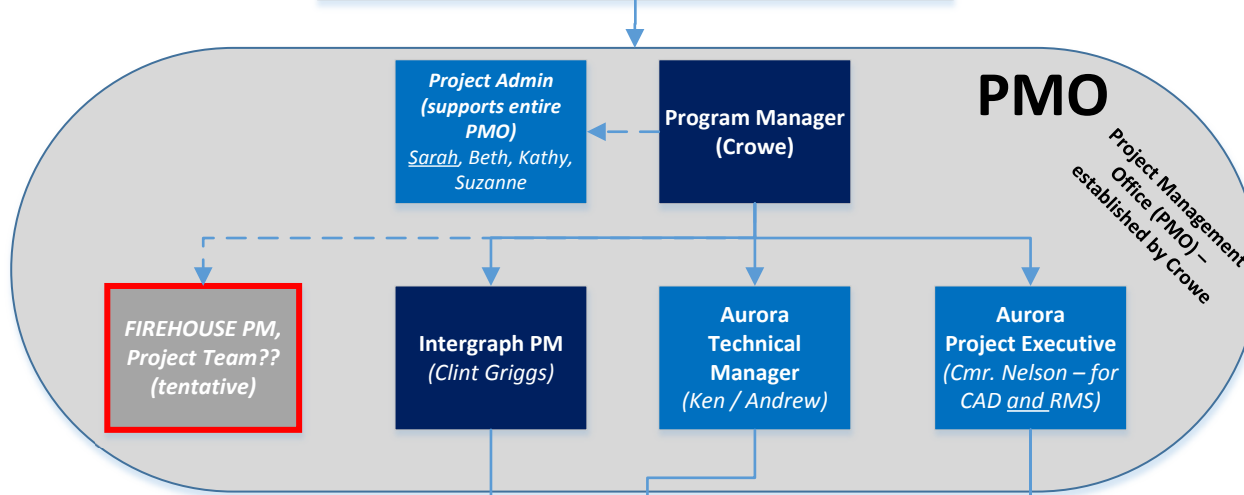 Project Admin
(supports entire
PMO)
Sarah, Beth, Kathy,
Suzanne
Program Manager
(Crowe)
PMO
Project Management
Office (PMO) –
established by Crowe
FIREHOUSE PM,
Project Team??
(tentative)
Intergraph PM
(Clint Griggs)
Aurora
Technical
Manager
(Ken / Andrew)
Aurora
Project Executive
(Cmr. Nelson – for
CAD and RMS)